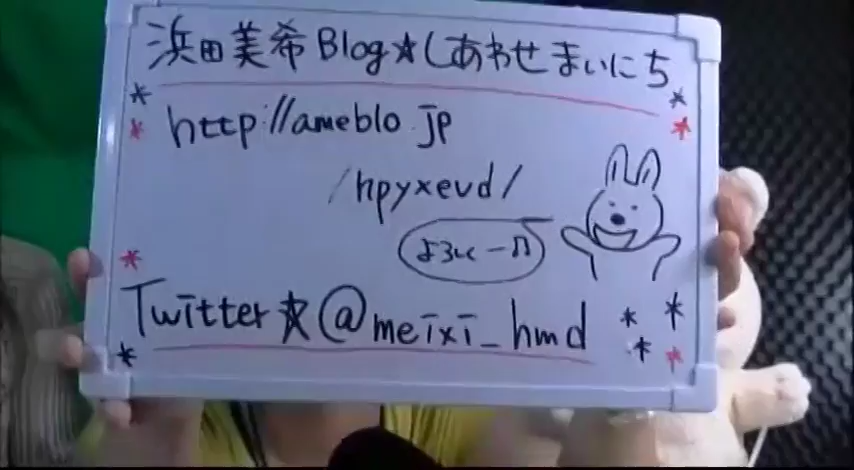 浜田美希Blog★しあわせまいにち
http://ameblo.jp
/hpyxevd/
よろしくー♫
Twitter★@meixi_hmd